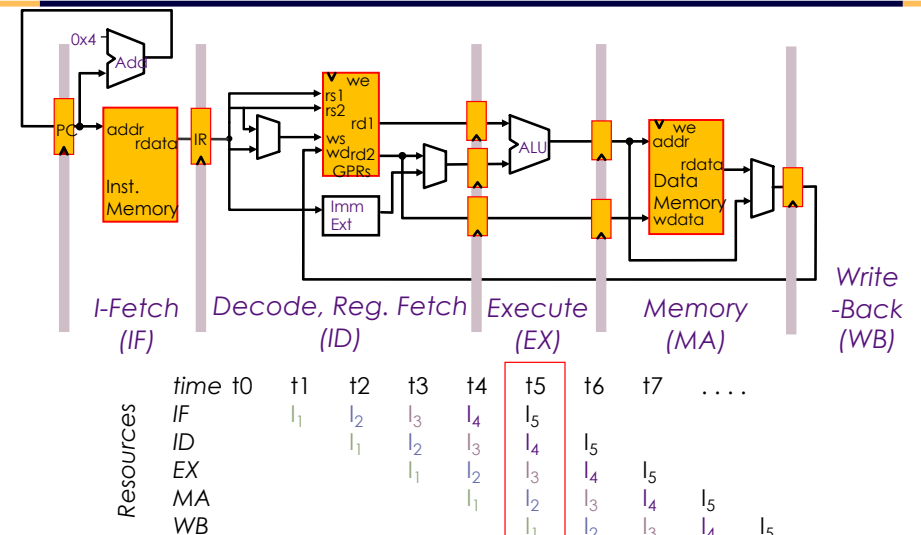 0x4
Add
PC
addr
rdata
Inst.
Memory
IR
we
rs1
rs2
rd1
ws
wd rd2
GPRs
Imm
Ext
ALU
we
addr
rdata
Data
Memory
wdata
I-Fetch
(IF)
Decode, Reg. Fetch
(ID)
Execute
(EX)
Memory
(MA)
Write
-Back
(WB)
time t0 t1 t2 t3 t4 t5 t6 t7 . . . .
Resources
IF I₁ I₂ I₃ I₄ I₅
ID I₁ I₂ I₃ I₄ I₅
EX I₁ I₂ I₃ I₄ I₅
MA I₁ I₂ I₃ I₄ I₅
WB I₁ I₂ I₃ I₄ I₅